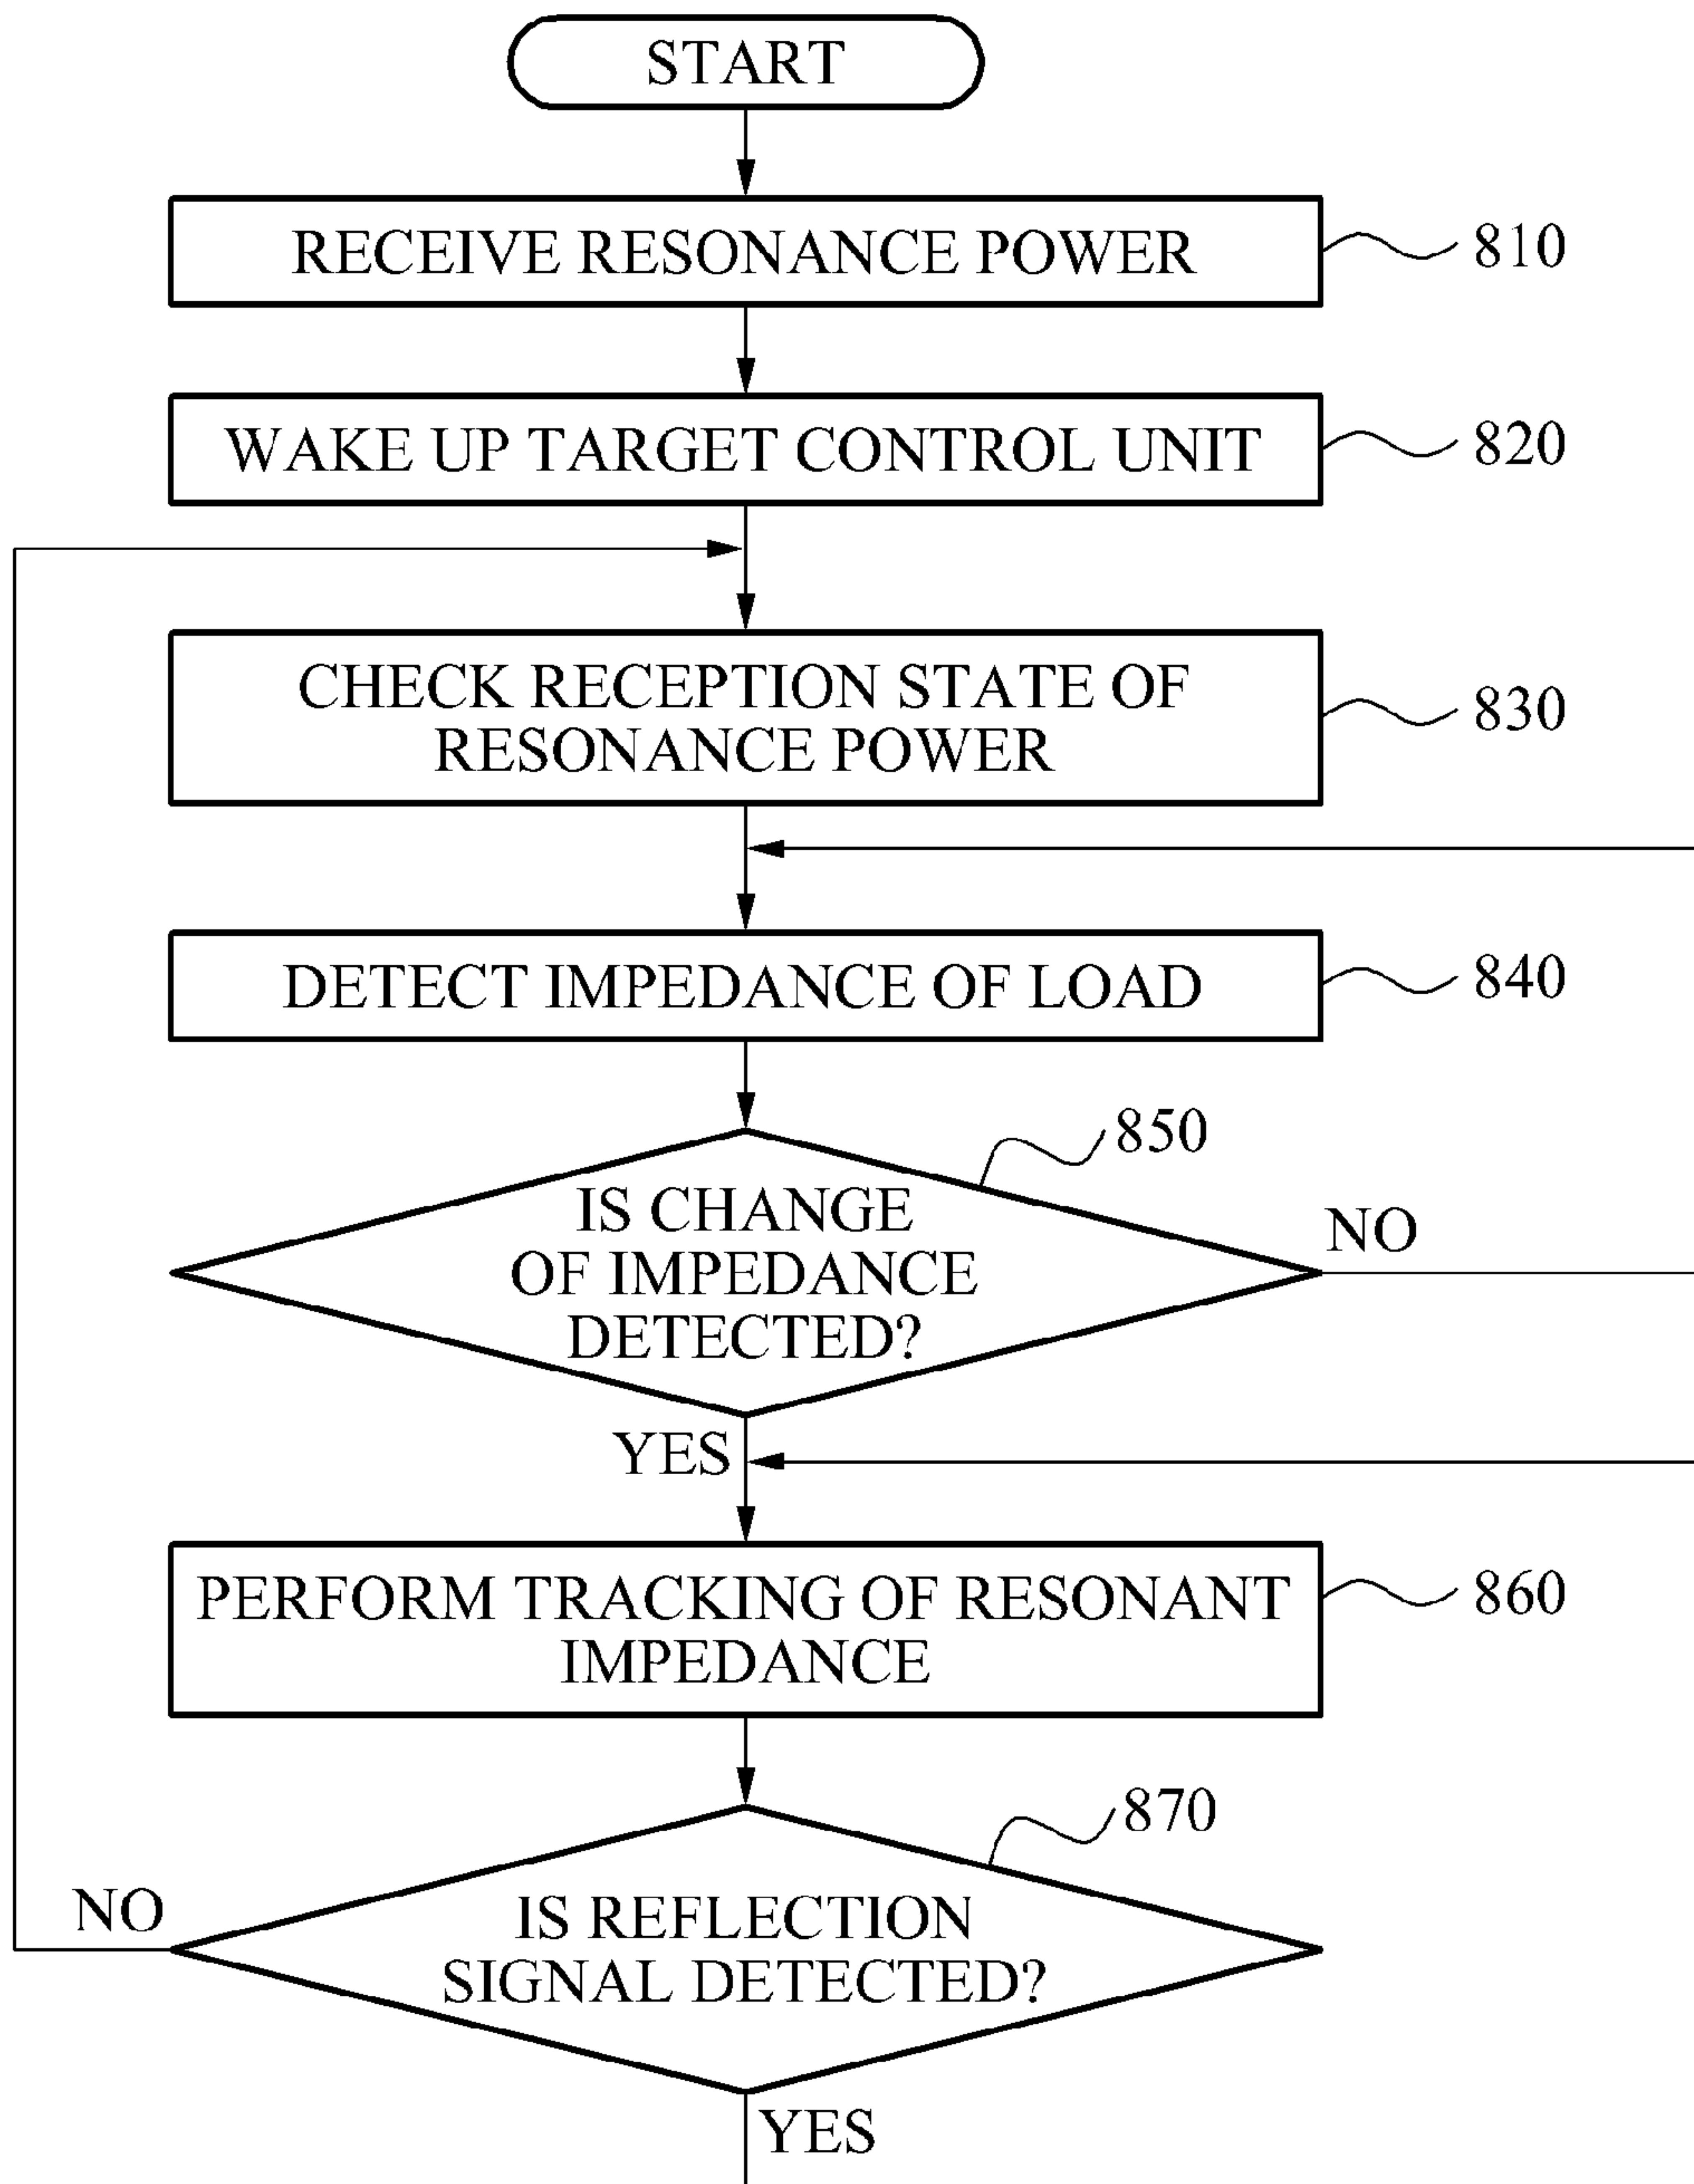 START
RECEIVE RESONANCE POWER
810
WAKE UP TARGET CONTROL UNIT
820
CHECK RECEPTION STATE OF
RESONANCE POWER
830
DETECT IMPEDANCE OF LOAD
840
850
IS CHANGE
OF IMPEDANCE
DETECTED?
NO
YES
PERFORM TRACKING OF RESONANT
IMPEDANCE
860
870
IS REFLECTION
SIGNAL DETECTED?
NO
YES